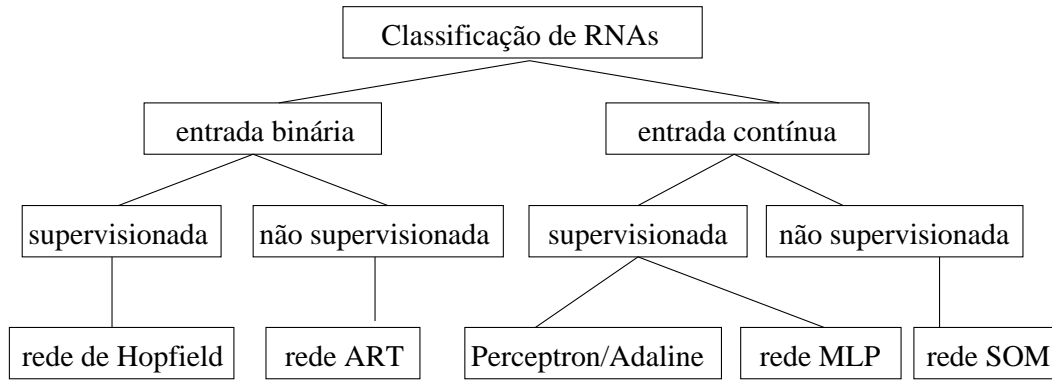 Classificação de RNAs
entrada binária
entrada contínua
supervisionada
não supervisionada
supervisionada
não supervisionada
rede de Hopfield
rede ART
Perceptron/Adaline
rede MLP
rede SOM